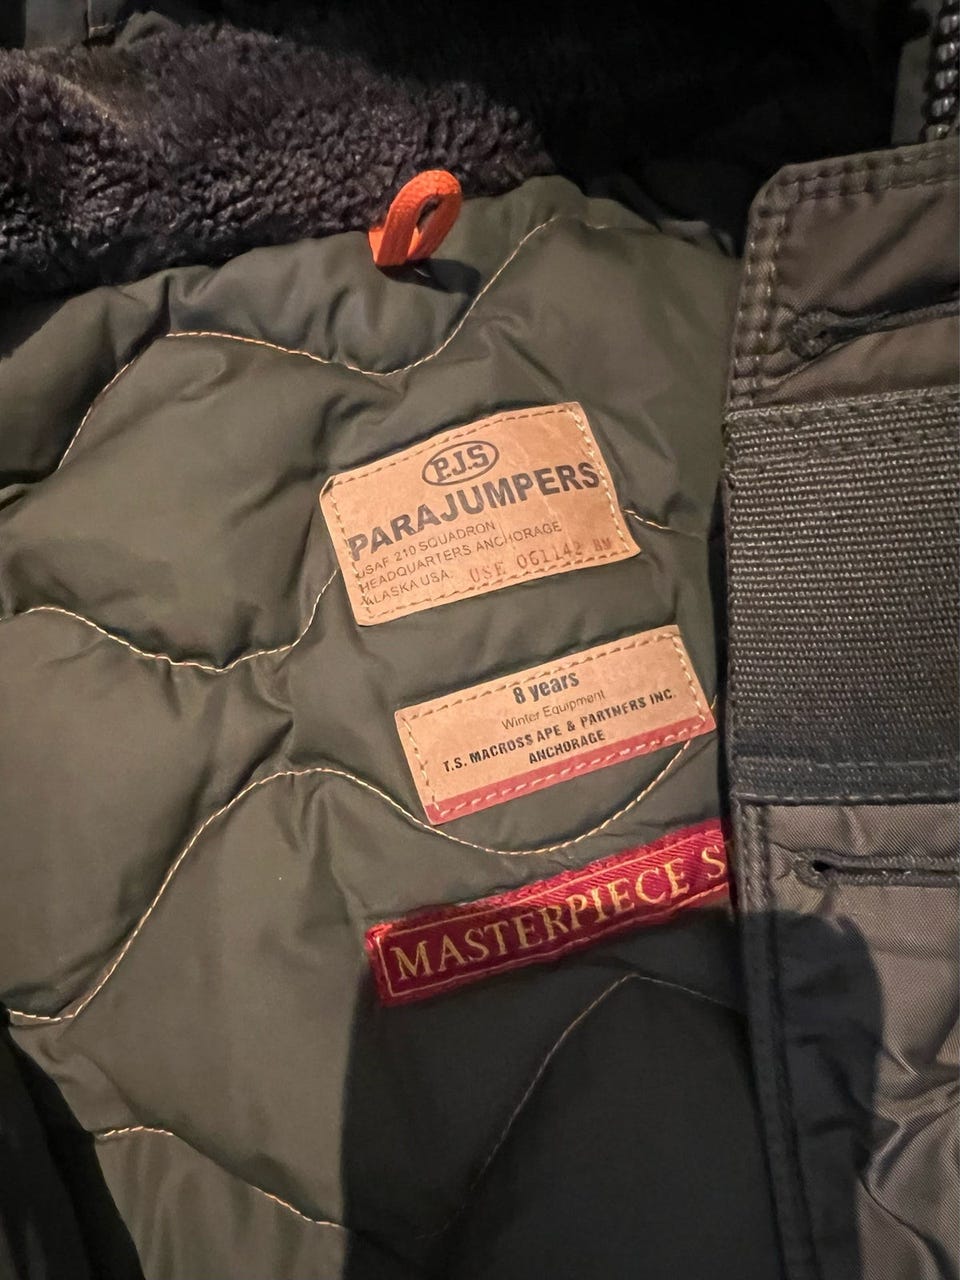 P.J.S
PARAJUMPERS
USAF 210 SQUADRON
HEADQUARTERS ANCHORAGE
ALASKA USA. USE 061142
8 years
Winter Equipment
T.S. MACROSS APE & PARTNERS INC.
ANCHORAGE
MASTERPIECE S